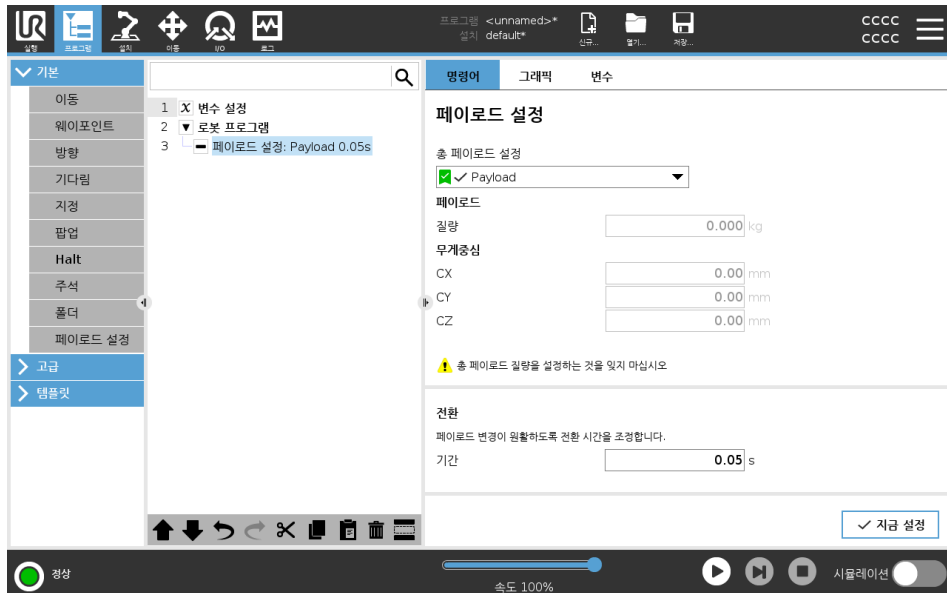 UR
실행
프로그램
설치
이동
I/O
로그
프로그램 <unnamed>*
설치 default*
신규...
열기...
저장...
cccc
cccc
기본
이동
웨이포인트
방향
기다림
지정
팝업
Halt
주석
폴더
페이로드 설정
고급
템플릿
1 X 변수 설정
2 로봇 프로그램
3 페이로드 설정: Payload 0.05s
명령어 그래픽 변수
페이로드 설정
총 페이로드 설정
Payload
페이로드
질량 0.000 kg
무게중심
CX 0.00 mm
CY 0.00 mm
CZ 0.00 mm
총 페이로드 질량을 설정하는 것을 잊지 마십시오
전환
페이로드 변경이 원활하도록 전환 시간을 조정합니다.
기간 0.05 s
지금 설정
정상
속도 100%
시뮬레이션